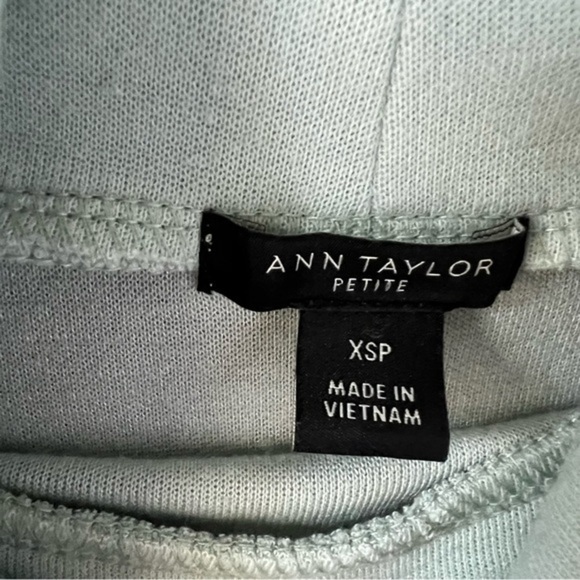 ANN TAYLOR
PETITE
XSP
MADE IN
VIETNAM